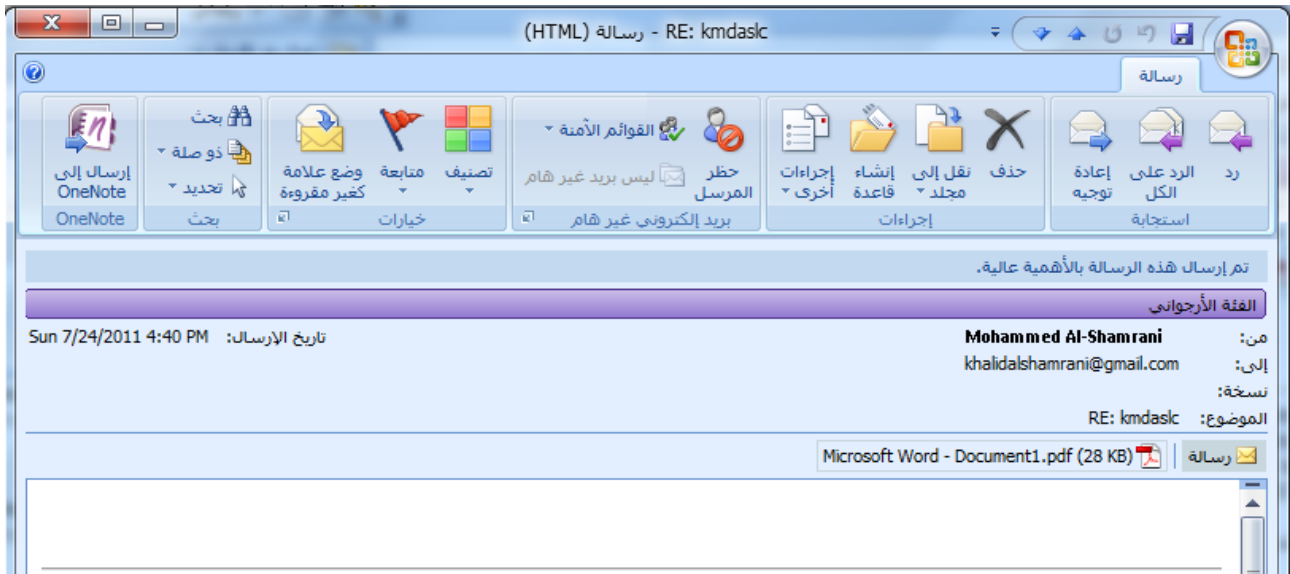 RE: kmdaslc - رسالة (HTML)
رسالة
رد
الرد على الكل
إعادة توجيه
استجابة
حذف
نقل إلى مجلد
إنشاء قاعدة
إجراءات أخرى
إجراءات
حظر المرسل
القوائم الآمنة
ليس بريد غير هام
بريد إلكتروني غير هام
تصنيف
متابعة
وضع علامة كغير مقروءة
خيارات
بحث
ذو صلة
تحديد
بحث
إرسال إلى OneNote
OneNote
تم إرسال هذه الرسالة بالأهمية عالية.
الفئة الأرجواني
من: Mohammed Al-Shamrani تاريخ الإرسال: Sun 7/24/2011 4:40 PM
إلى: khalidalshamrani@gmail.com
نسخة:
الموضوع: RE: kmdaslc
رسالة Microsoft Word - Document1.pdf (28 KB)